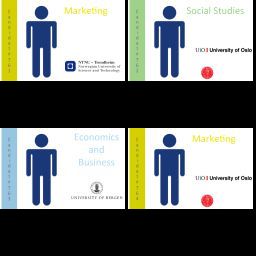 Marketing
NTNU – Trondheim
Norwegian University of
Science and Technology
Social Studies
UiO
University of Oslo
Economics
and
Business
UNIVERSITY OF BERGEN
Marketing
UiO
University of Oslo